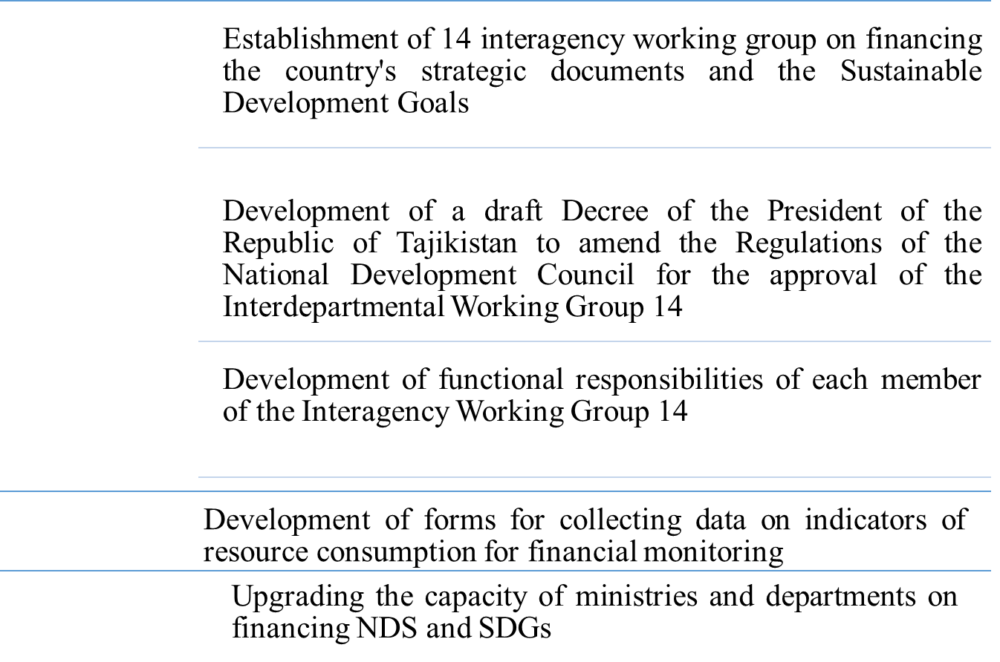 Establishment of 14 interagency working group on financing
the country's strategic documents and the Sustainable
Development Goals
Development of a draft Decree of the President of the
Republic of Tajikistan to amend the Regulations of the
National Development Council for the approval of the
Interdepartmental Working Group 14
Development of functional responsibilities of each member
of the Interagency Working Group 14
Development of forms for collecting data on indicators of
resource consumption for financial monitoring
Upgrading the capacity of ministries and departments on
financing NDS and SDGs